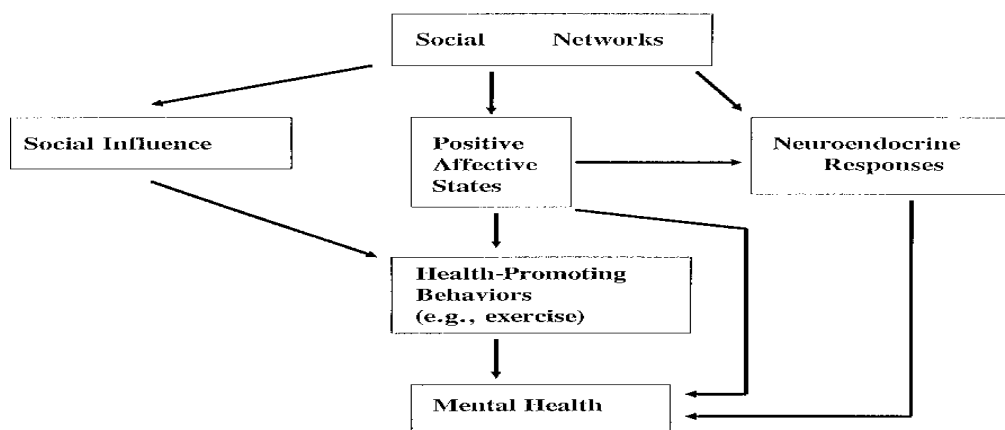 Social Networks
Social Influence
Positive
Affective
States
Neuroendocrine
Responses
Health-Promoting
Behaviors
(e.g., exercise)
Mental Health